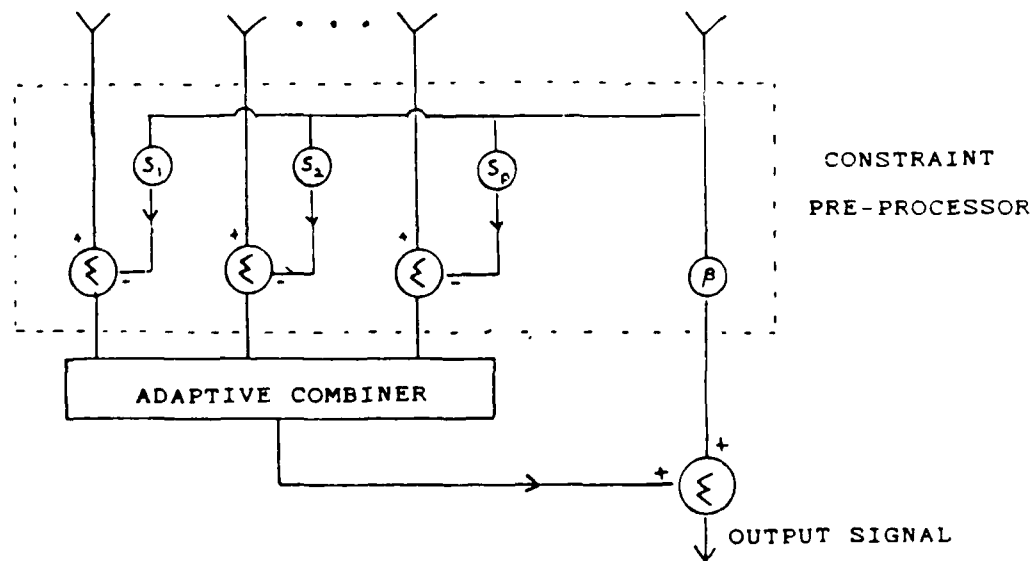 S1 S2 Sp
CONSTRAINT
PRE-PROCESSOR
+ + +
Σ Σ Σ β
- - -
ADAPTIVE COMBINER
+
+
Σ
OUTPUT SIGNAL